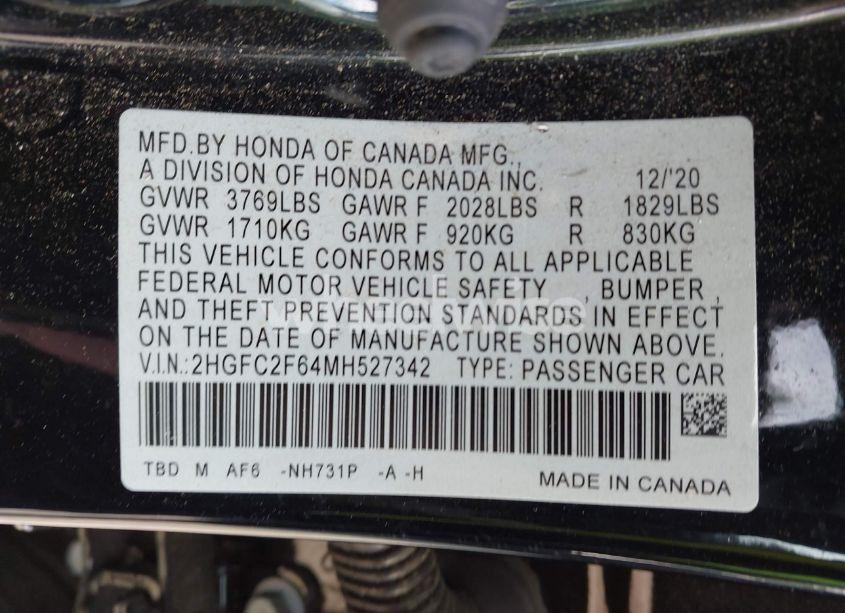 MFD.BY HONDA OF CANADA MFG.,
A DIVISION OF HONDA CANADA INC. 12/'20
GVWR 3769LBS GAWR F 2028LBS R 1829LBS
GVWR 1710KG GAWR F 920KG R 830KG
THIS VEHICLE CONFORMS TO ALL APPLICABLE
FEDERAL MOTOR VEHICLE SAFETY , BUMPER ,
AND THEFT PREVENTION STANDARDS IN EFFECT
ON THE DATE OF MANUFACTURE SHOWN ABOVE.
V.I.N.:2HGFC2F64MH527342 TYPE: PASSENGER CAR
TBD M AF6 -NH731P -A -H
MADE IN CANADA